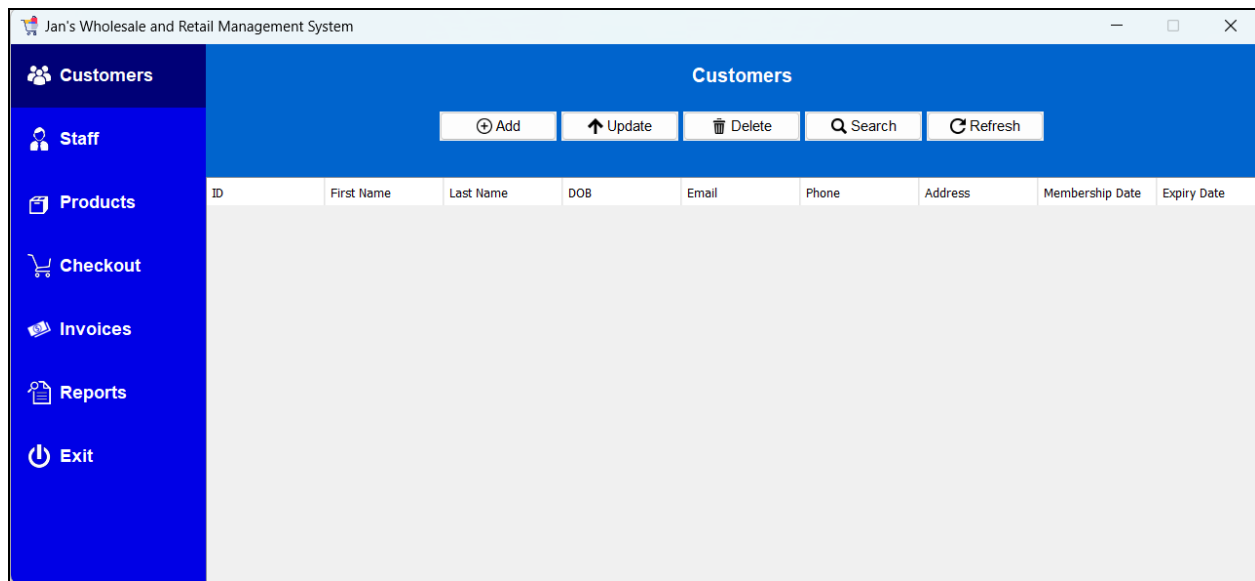 Jan's Wholesale and Retail Management System
Customers
Staff
Products
Checkout
Invoices
Reports
Exit
Customers
Add Update Delete Search Refresh
ID First Name Last Name DOB Email Phone Address Membership Date Expiry Date